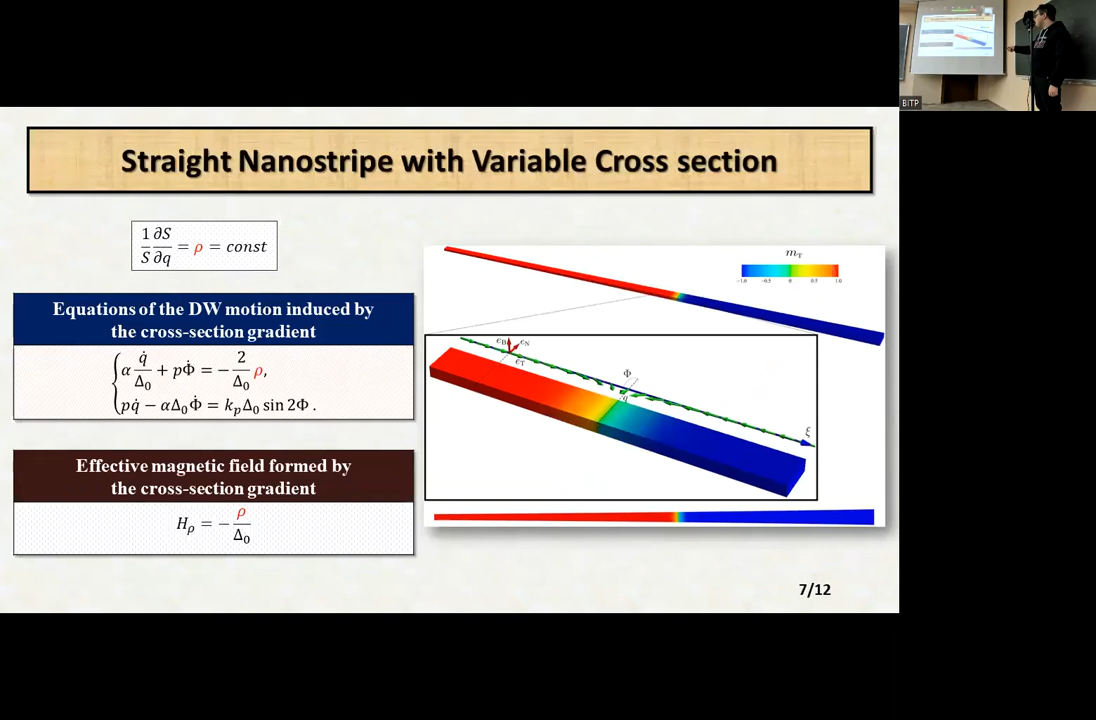 BITP
Straight Nanostripe with Variable Cross section
1/S ∂S/∂q = ρ = const
Equations of the DW motion induced by
the cross-section gradient
α q̇/Δ₀ + pΦ̇ = −2/Δ₀ ρ,
pq̇ − αΔ₀Φ̇ = kₚΔ₀ sin 2Φ .
Effective magnetic field formed by
the cross-section gradient
H_ρ = −ρ/Δ₀
m_T
−1.0 −0.5 0 0.5 1.0
e_B e_N
e_T
Φ
q
ξ
7/12